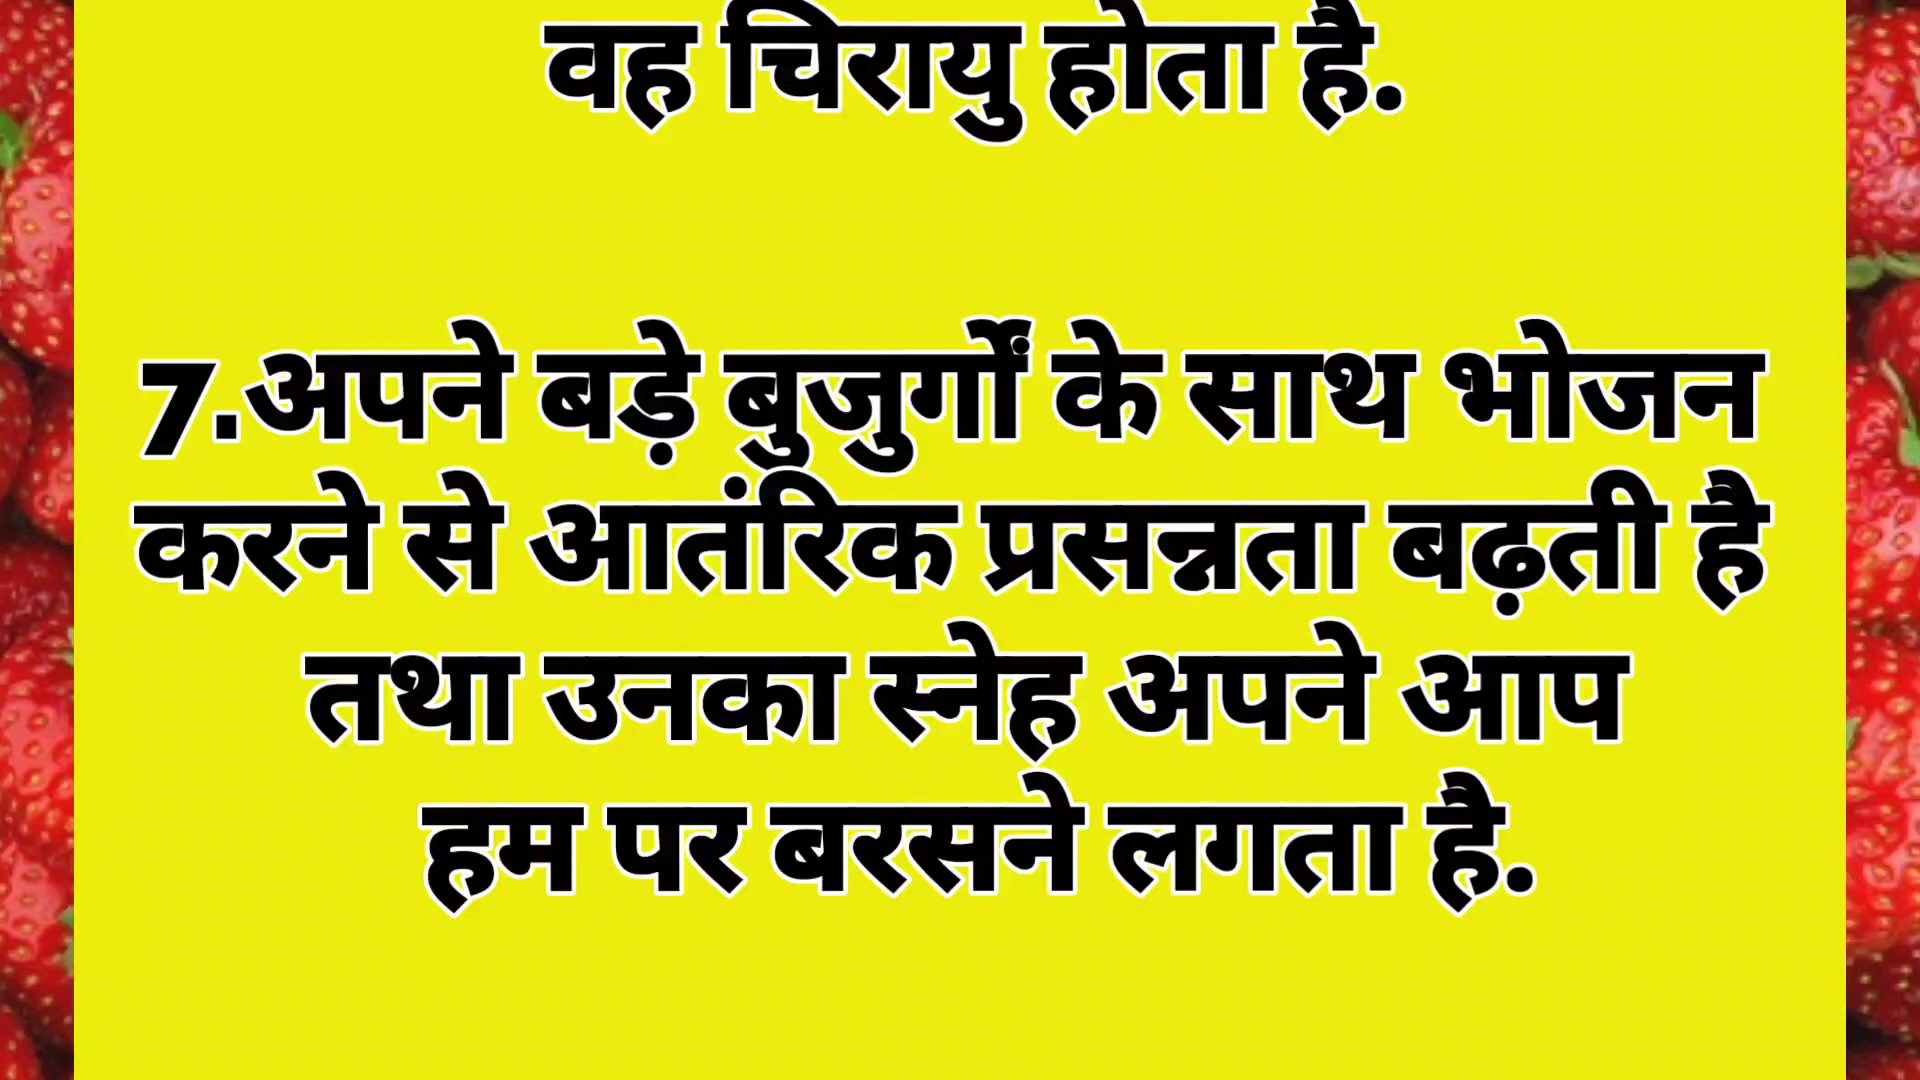 वह चिरायु होता है.
7.अपने बड़े बुजुर्गों के साथ भोजन
करने से आतंरिक प्रसन्नता बढ़ती है
तथा उनका स्नेह अपने आप
हम पर बरसने लगता है.